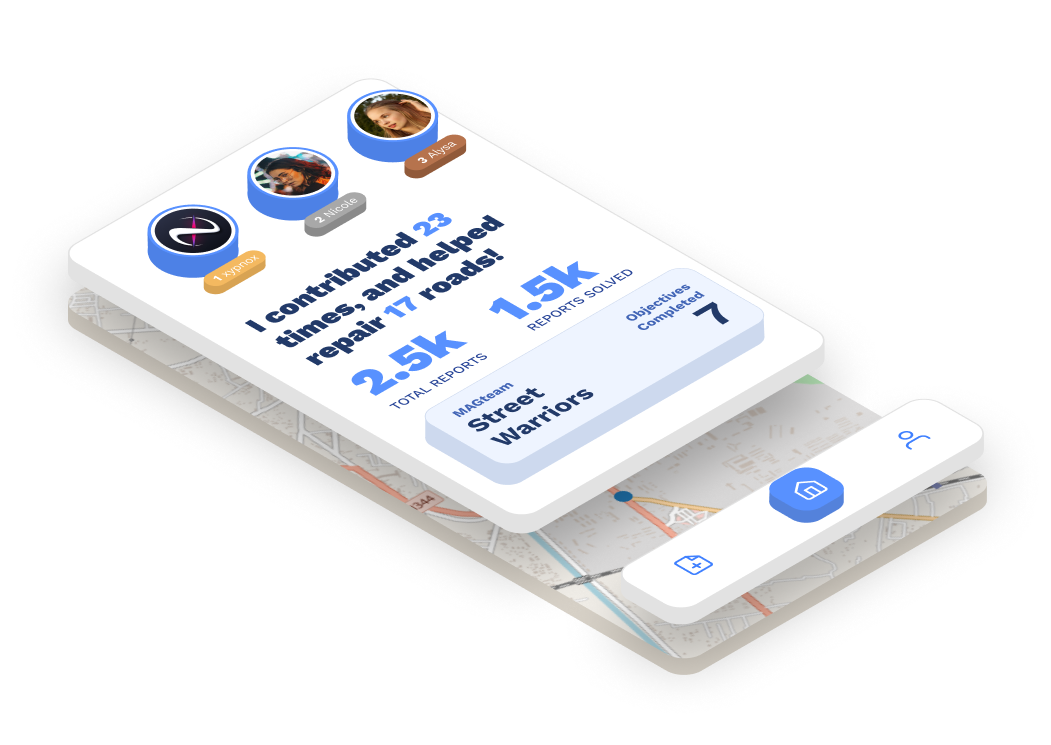 1 xypnox
2 Nicole
3 Alysa
I contributed 23
times, and helped
repair 17 roads!
2.5k
TOTAL REPORTS
1.5k
REPORTS SOLVED
MAGteam
Street
Warriors
Objectives
Completed
7
344